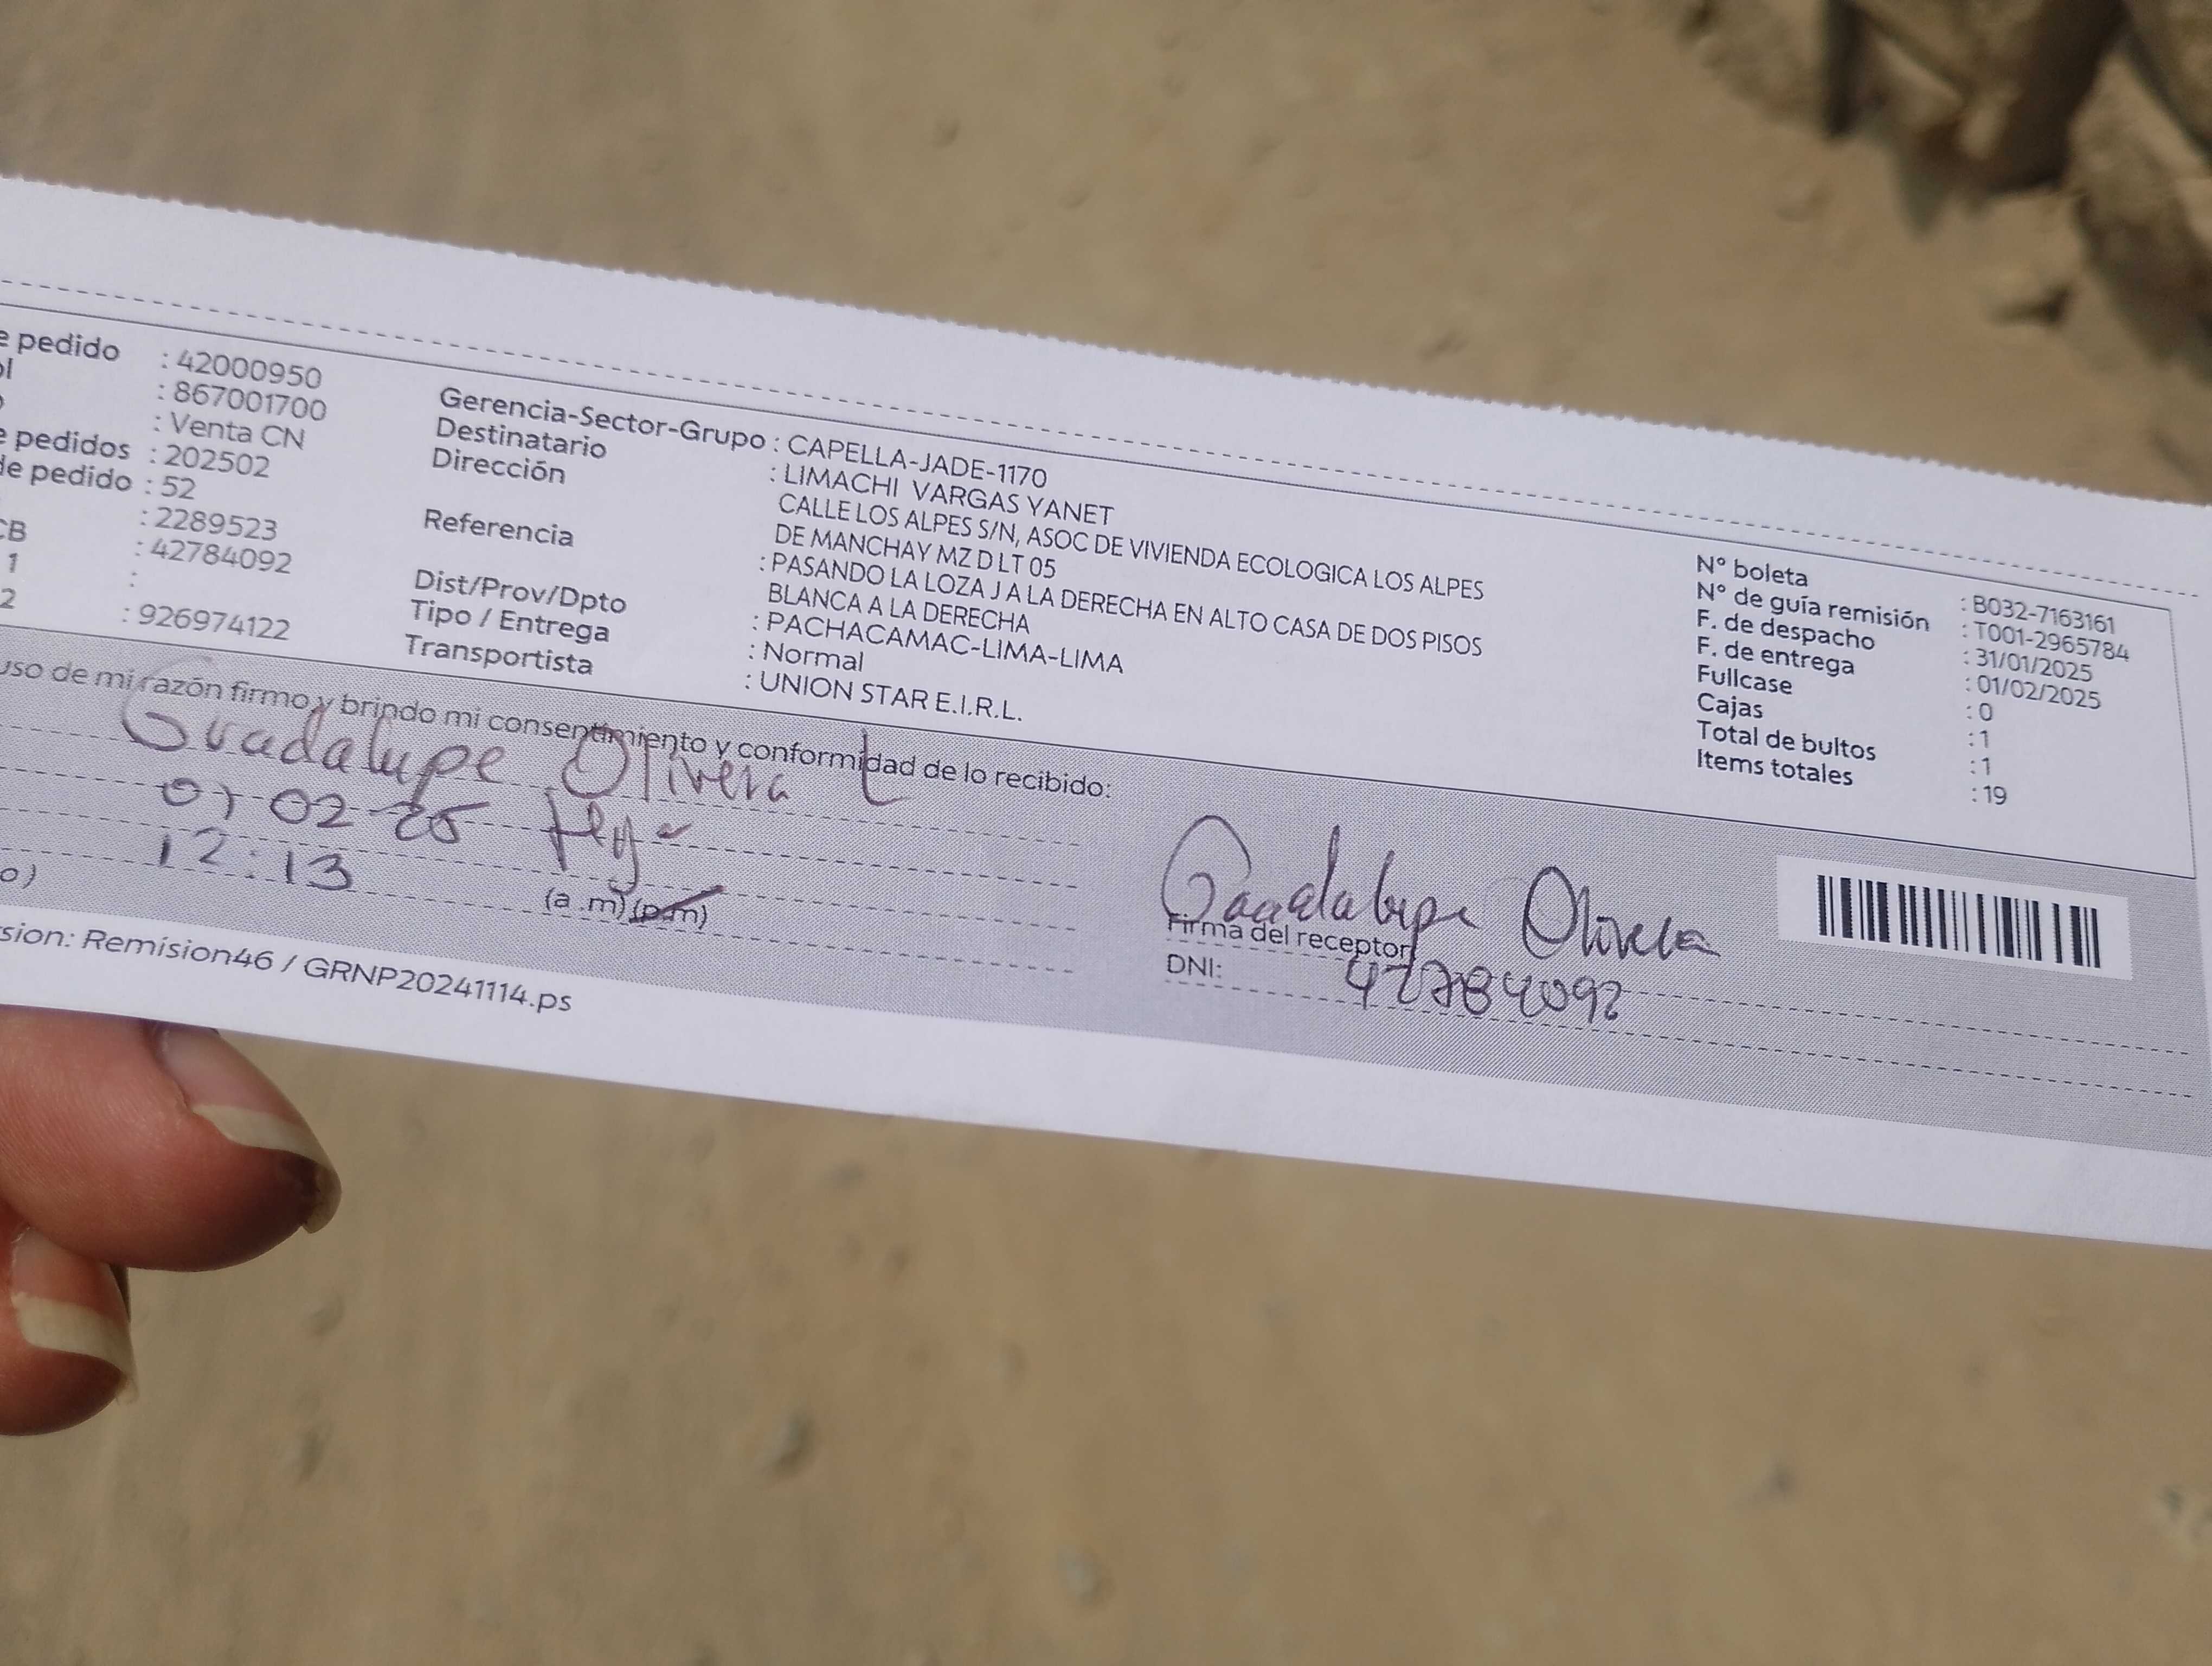 e pedido : 42000950
ol : 867001700
o : Venta CN
e pedidos : 202502
de pedido : 52
: 2289523
CB : 42784092
1 :
2 : 926974122
Gerencia-Sector-Grupo : CAPELLA-JADE-1170
Destinatario : LIMACHI VARGAS YANET
Dirección CALLE LOS ALPES S/N, ASOC DE VIVIENDA ECOLOGICA LOS ALPES
DE MANCHAY MZ D LT 05
Referencia : PASANDO LA LOZA J A LA DERECHA EN ALTO CASA DE DOS PISOS
BLANCA A LA DERECHA
Dist/Prov/Dpto : PACHACAMAC-LIMA-LIMA
Tipo / Entrega : Normal
Transportista : UNION STAR E.I.R.L.
N° boleta : B032-7163161
N° de guía remisión : T001-2965784
F. de despacho : 31/01/2025
F. de entrega : 01/02/2025
Fullcase : 0
Cajas : 1
Total de bultos : 1
Items totales : 19
uso de mi razón firmo y brindo mi consentimiento y conformidad de lo recibido:
Guadalupe Olivera L
01 02-25
12:13 (a .m) (p.m)
o)
Guadalupe Olivera
Firma del receptor
DNI: 42784092
sion: Remision46 / GRNP20241114.ps